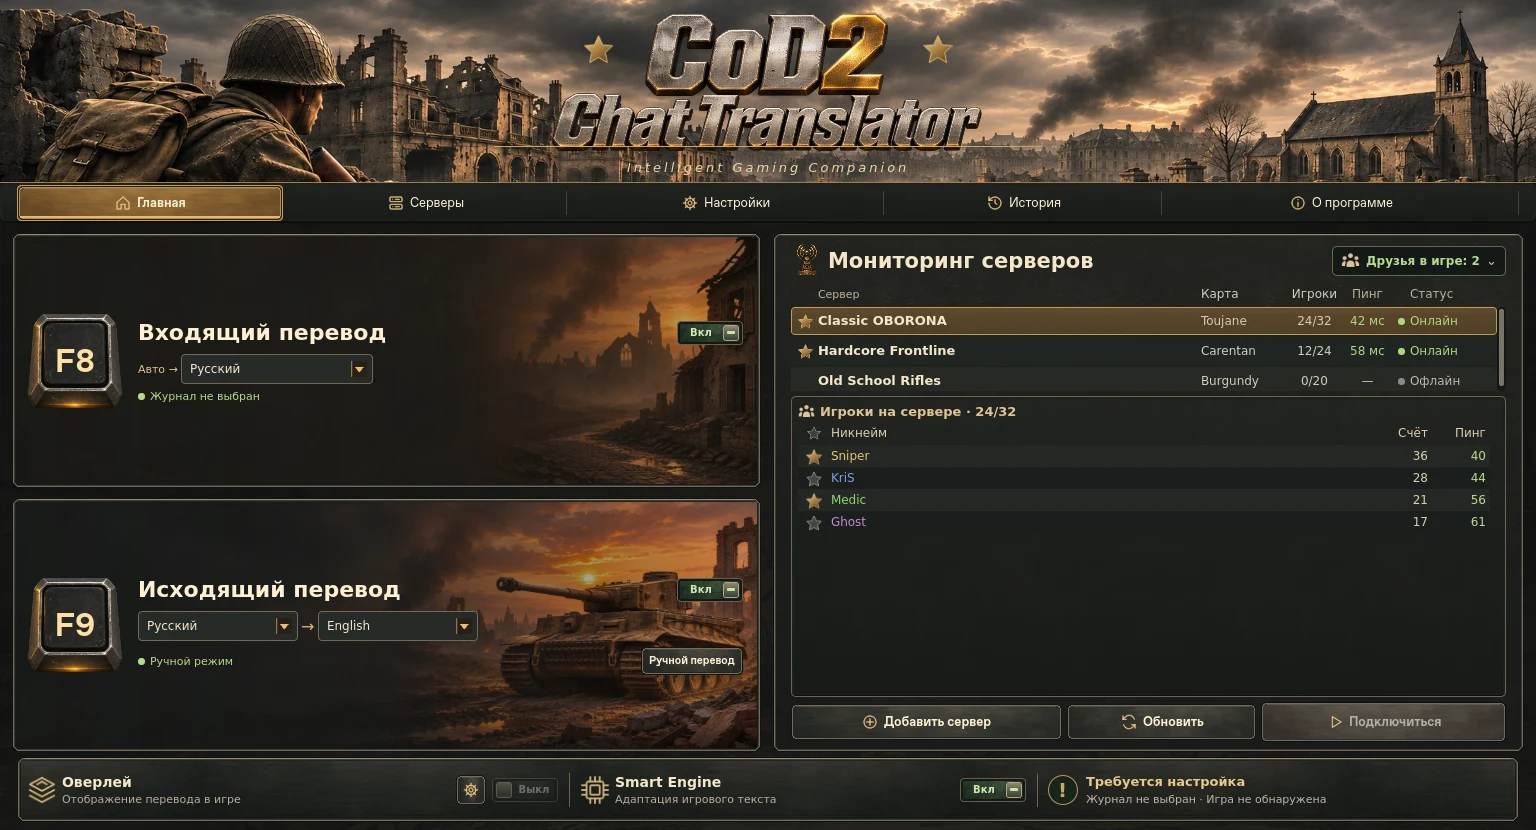 CoD2
Chat Translator
Intelligent Gaming Companion
Главная
Серверы
Настройки
История
О программе
F8
Входящий перевод
Авто → Русский
Журнал не выбран
Вкл
F9
Исходящий перевод
Русский → English
Ручной режим
Вкл
Ручной перевод
Мониторинг серверов
Друзья в игре: 2
Сервер Карта Игроки Пинг Статус
Classic OBORONA Toujane 24/32 42 мс Онлайн
Hardcore Frontline Carentan 12/24 58 мс Онлайн
Old School Rifles Burgundy 0/20 — Офлайн
Игроки на сервере · 24/32
Никнейм Счёт Пинг
Sniper 36 40
KriS 28 44
Medic 21 56
Ghost 17 61
Добавить сервер
Обновить
Подключиться
Оверлей
Отображение перевода в игре
Выкл
Smart Engine
Адаптация игрового текста
Вкл
Требуется настройка
Журнал не выбран · Игра не обнаружена